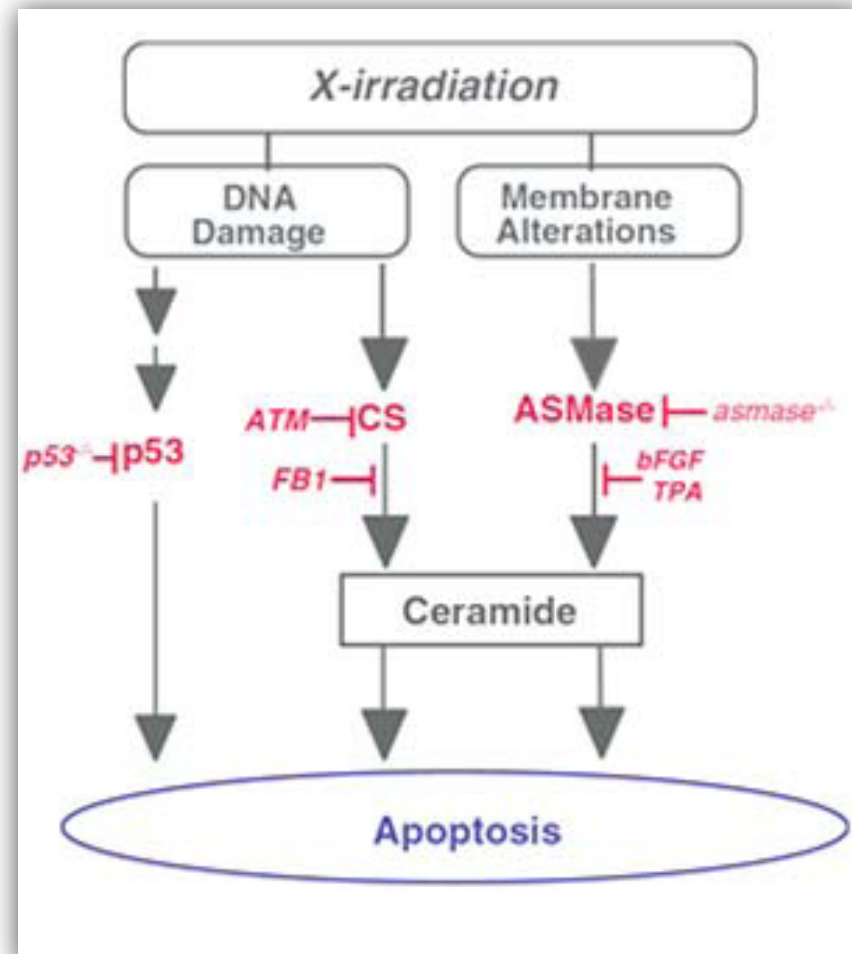 X-irradiation
DNA
Damage
Membrane
Alterations
ATM CS
ASMase asmase-/-
p53-/- p53
FB1
bFGF
TPA
Ceramide
Apoptosis